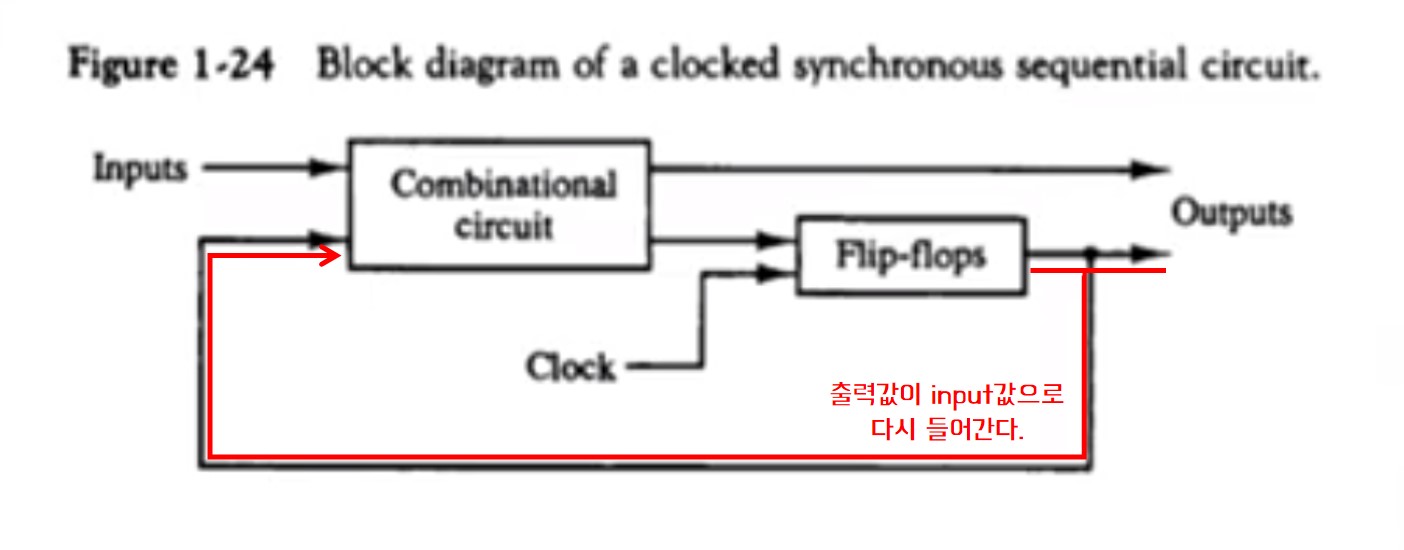 Figure 1-24 Block diagram of a clocked synchronous sequential circuit.
Inputs
Combinational
circuit
Outputs
Flip-flops
Clock
출력값이 input값으로
다시 들어간다.